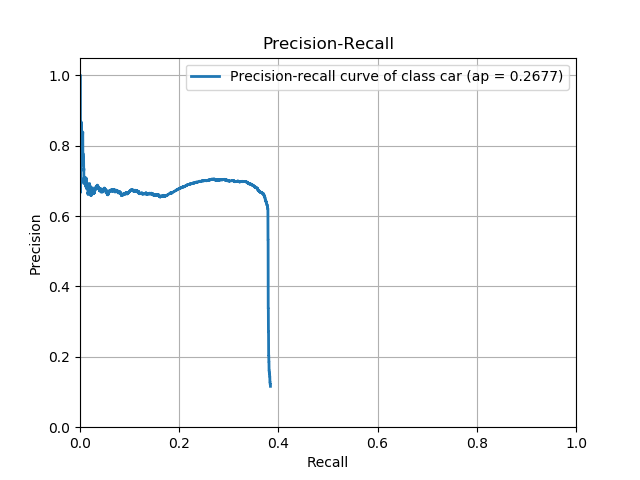 Precision-Recall
Precision-recall curve of class car (ap = 0.2677)
1.0
0.8
0.6
0.4
0.2
0.0
Precision
0.0 0.2 0.4 0.6 0.8 1.0
Recall